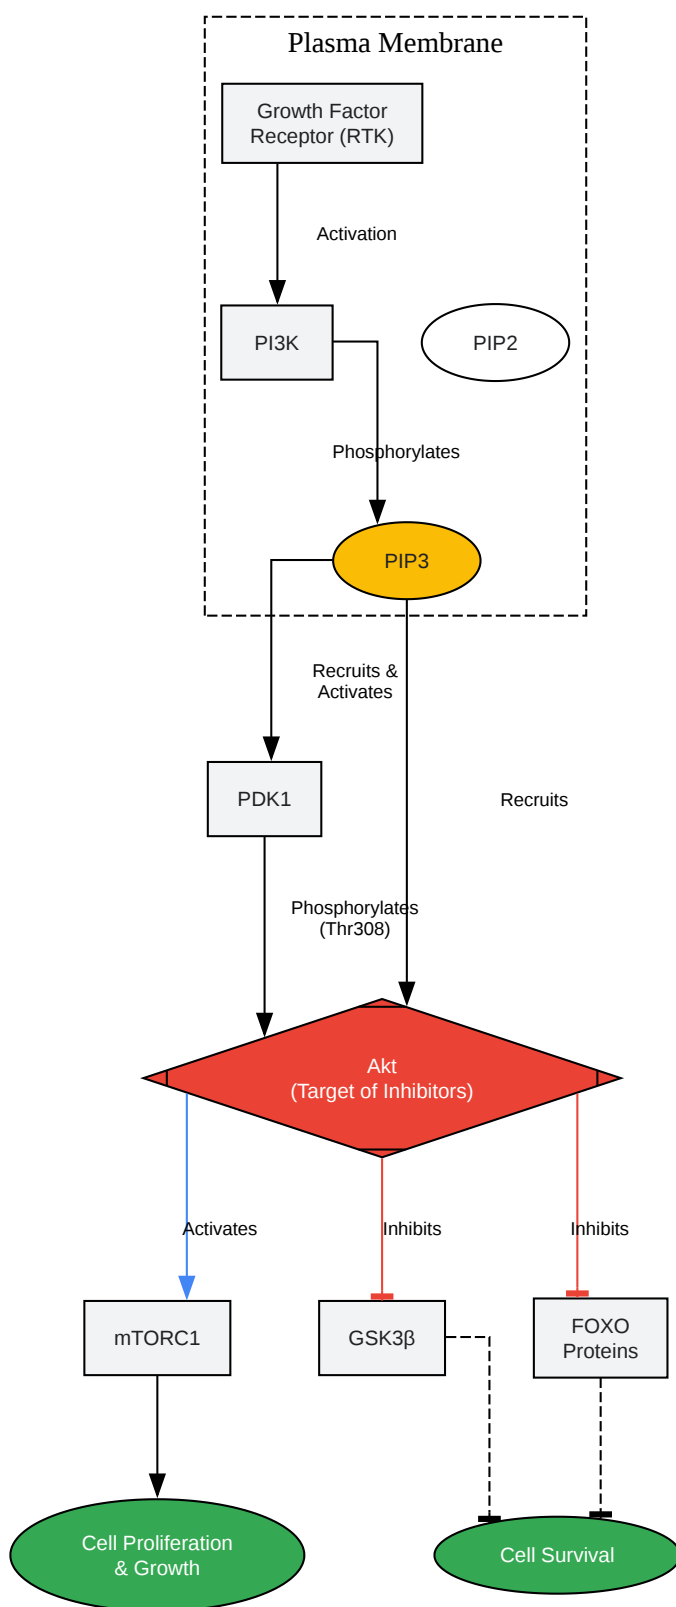 Plasma Membrane
Growth Factor
Receptor (RTK)
Activation
PI3K
PIP2
Phosphorylates
PIP3
Recruits &
Activates
PDK1
Recruits
Phosphorylates
(Thr308)
Akt
(Target of Inhibitors)
Activates
Inhibits
Inhibits
mTORC1
GSK3β
FOXO
Proteins
Cell Proliferation
& Growth
Cell Survival